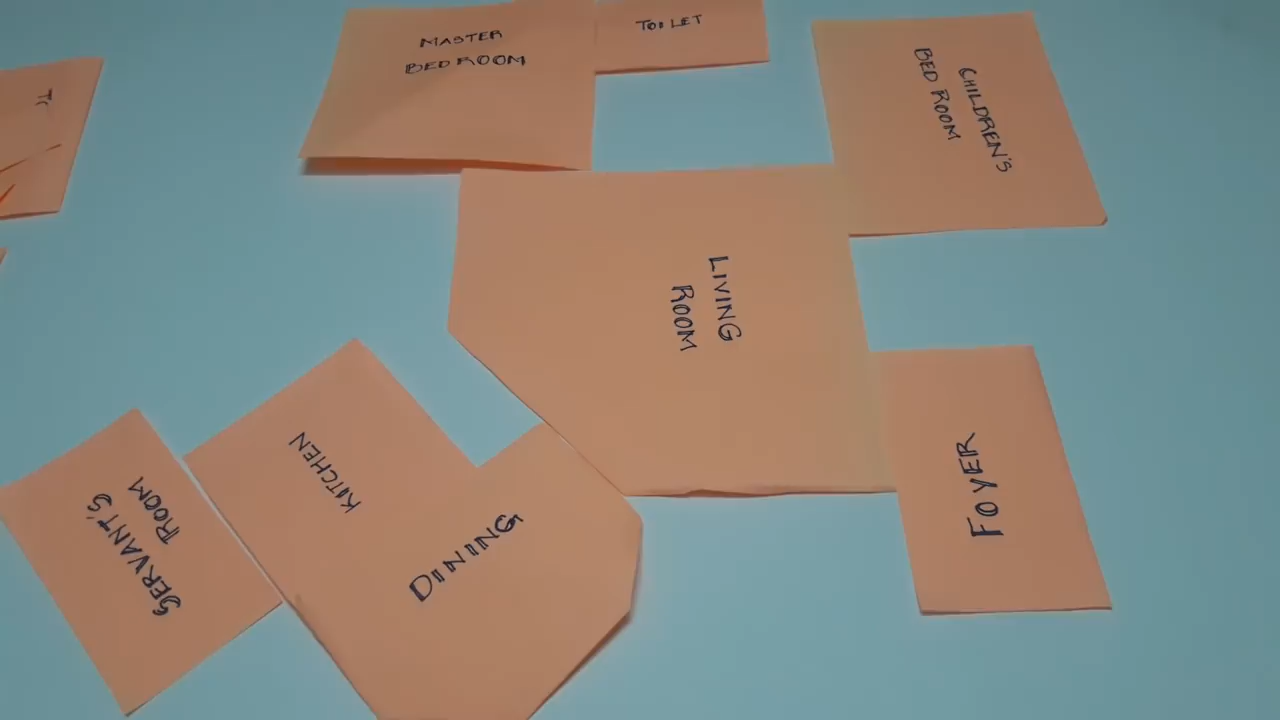 MASTER
BED ROOM
TOILET
CHILDREN'S
BED ROOM
LIVING
ROOM
KITCHEN
DINING
FOYER
SERVANT'S
ROOM